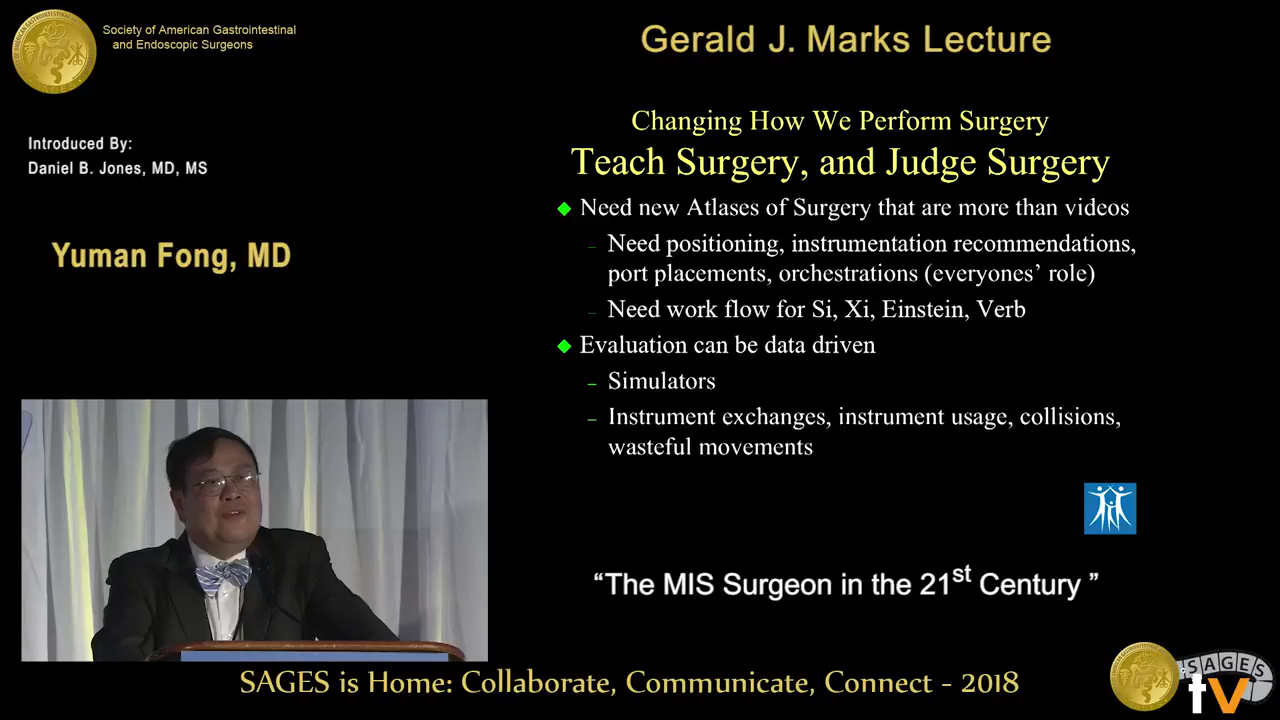 Society of American Gastrointestinal
and Endoscopic Surgeons
Gerald J. Marks Lecture
Introduced By:
Daniel B. Jones, MD, MS
Yuman Fong, MD
Changing How We Perform Surgery
Teach Surgery, and Judge Surgery
Need new Atlases of Surgery that are more than videos
– Need positioning, instrumentation recommendations,
port placements, orchestrations (everyones’ role)
– Need work flow for Si, Xi, Einstein, Verb
Evaluation can be data driven
– Simulators
– Instrument exchanges, instrument usage, collisions,
wasteful movements
“The MIS Surgeon in the 21st Century ”
SAGES is Home: Collaborate, Communicate, Connect - 2018
SAGES
tv